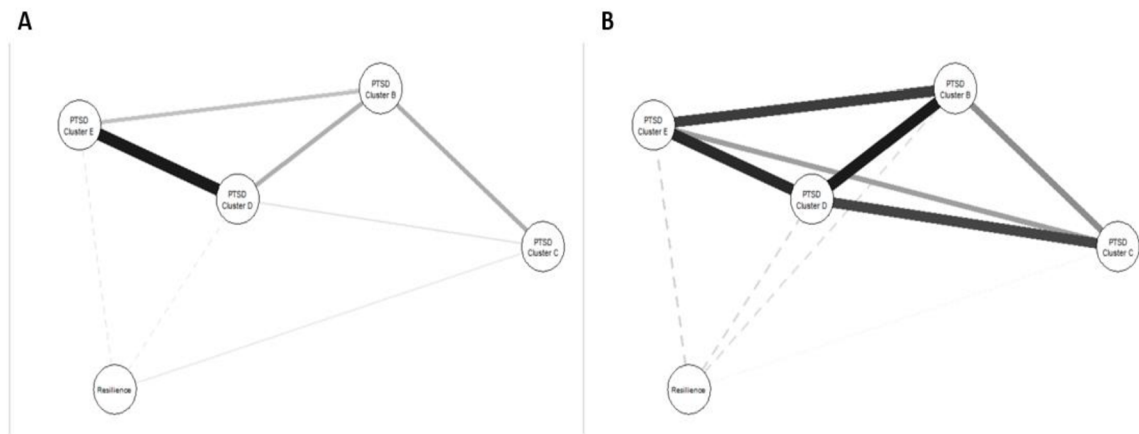 A
PTSD
Cluster B
PTSD
Cluster E
PTSD
Cluster D
PTSD
Cluster C
Resilience
B
PTSD
Cluster B
PTSD
Cluster E
PTSD
Cluster D
PTSD
Cluster C
Resilience